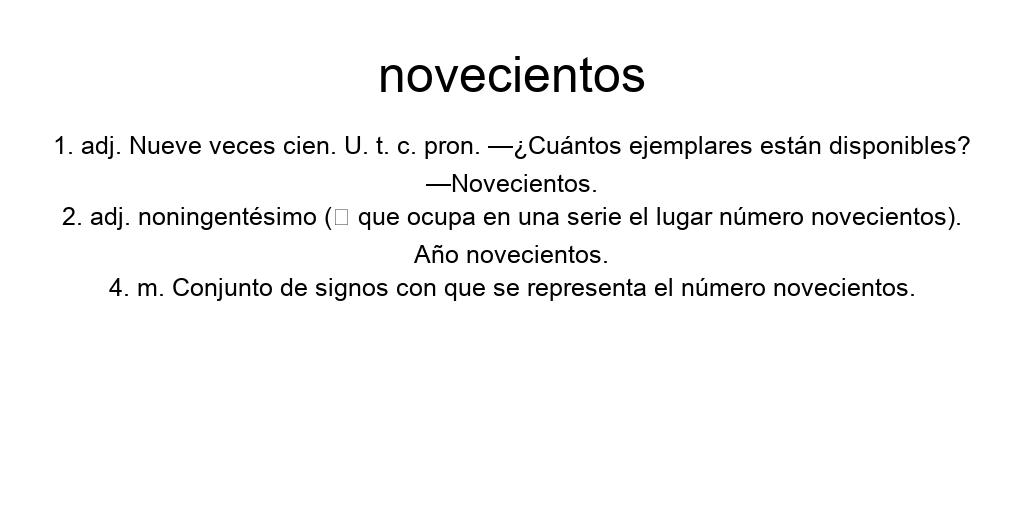 novecientos
1. adj. Nueve veces cien. U. t. c. pron. —¿Cuántos ejemplares están disponibles?
—Novecientos.
2. adj. noningentésimo (□ que ocupa en una serie el lugar número novecientos).
Año novecientos.
4. m. Conjunto de signos con que se representa el número novecientos.